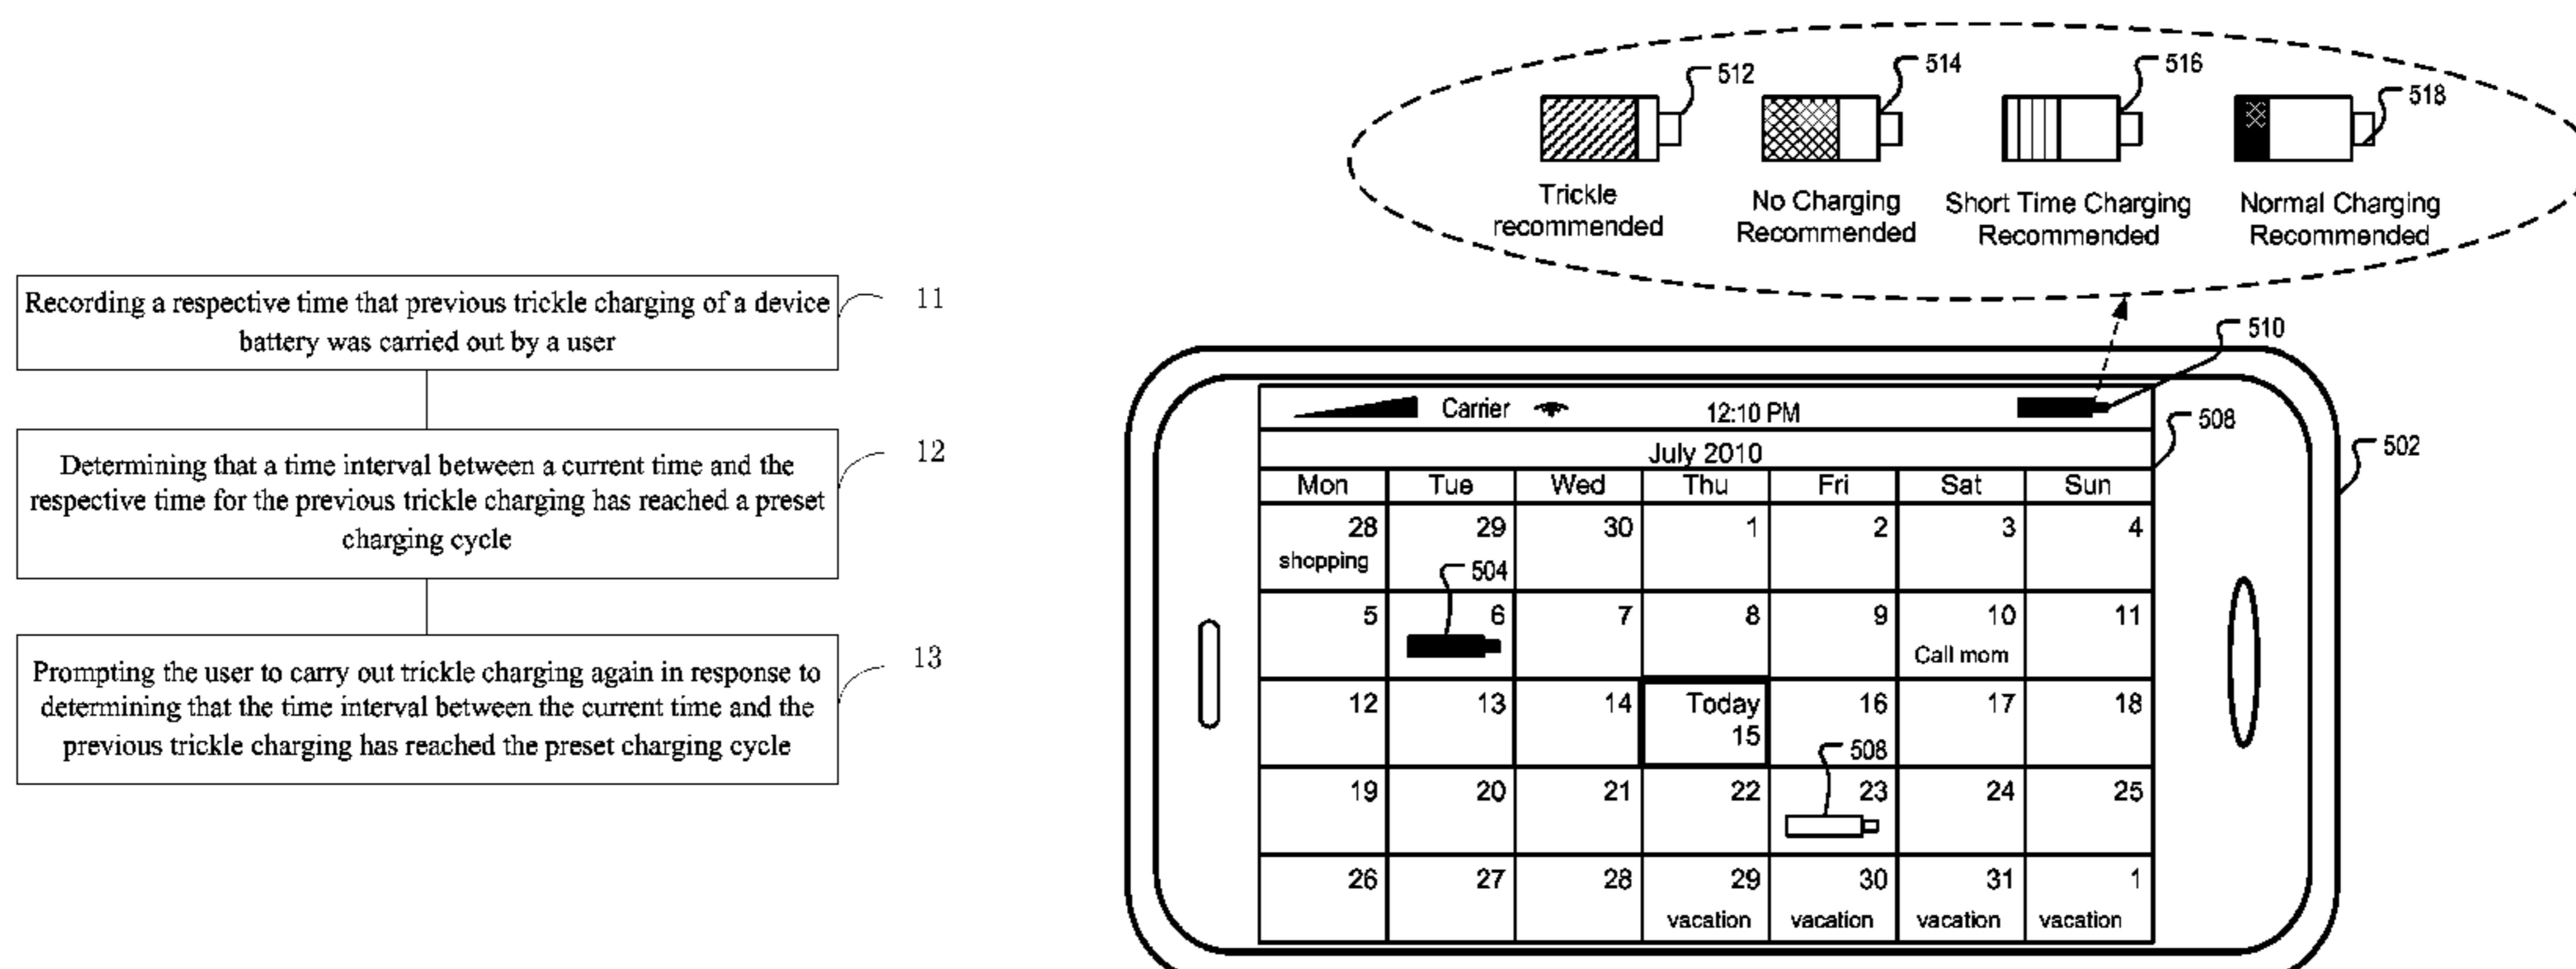 Recording a respective time that previous trickle charging of a device
battery was carried out by a user
11
Determining that a time interval between a current time and the
respective time for the previous trickle charging has reached a preset
charging cycle
12
Prompting the user to carry out trickle charging again in response to
determining that the time interval between the current time and the
previous trickle charging has reached the preset charging cycle
13
512
514
516
518
Trickle
recommended
No Charging
Recommended
Short Time Charging
Recommended
Normal Charging
Recommended
510
508
502
Carrier 12:10 PM
July 2010
Mon Tue Wed Thu Fri Sat Sun
28 29 30 1 2 3 4
shopping
504
5 6 7 8 9 10 11
Call mom
12 13 14 Today 16 17 18
15
508
19 20 21 22 23 24 25
26 27 28 29 30 31 1
vacation vacation vacation vacation